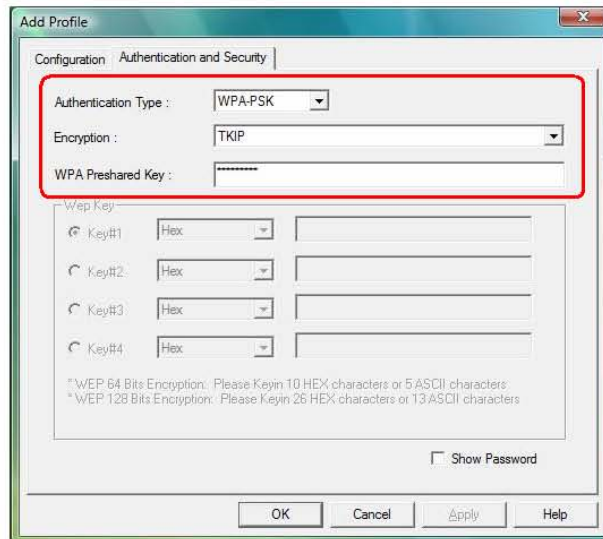 Add Profile
Configuration Authentication and Security
Authentication Type : WPA-PSK
Encryption : TKIP
WPA Preshared Key : *********
Wep Key
Key#1 Hex
Key#2 Hex
Key#3 Hex
Key#4 Hex
* WEP 64 Bits Encryption: Please Keyin 10 HEX characters or 5 ASCII characters
* WEP 128 Bits Encryption: Please Keyin 26 HEX characters or 13 ASCII characters
Show Password
OK Cancel Apply Help